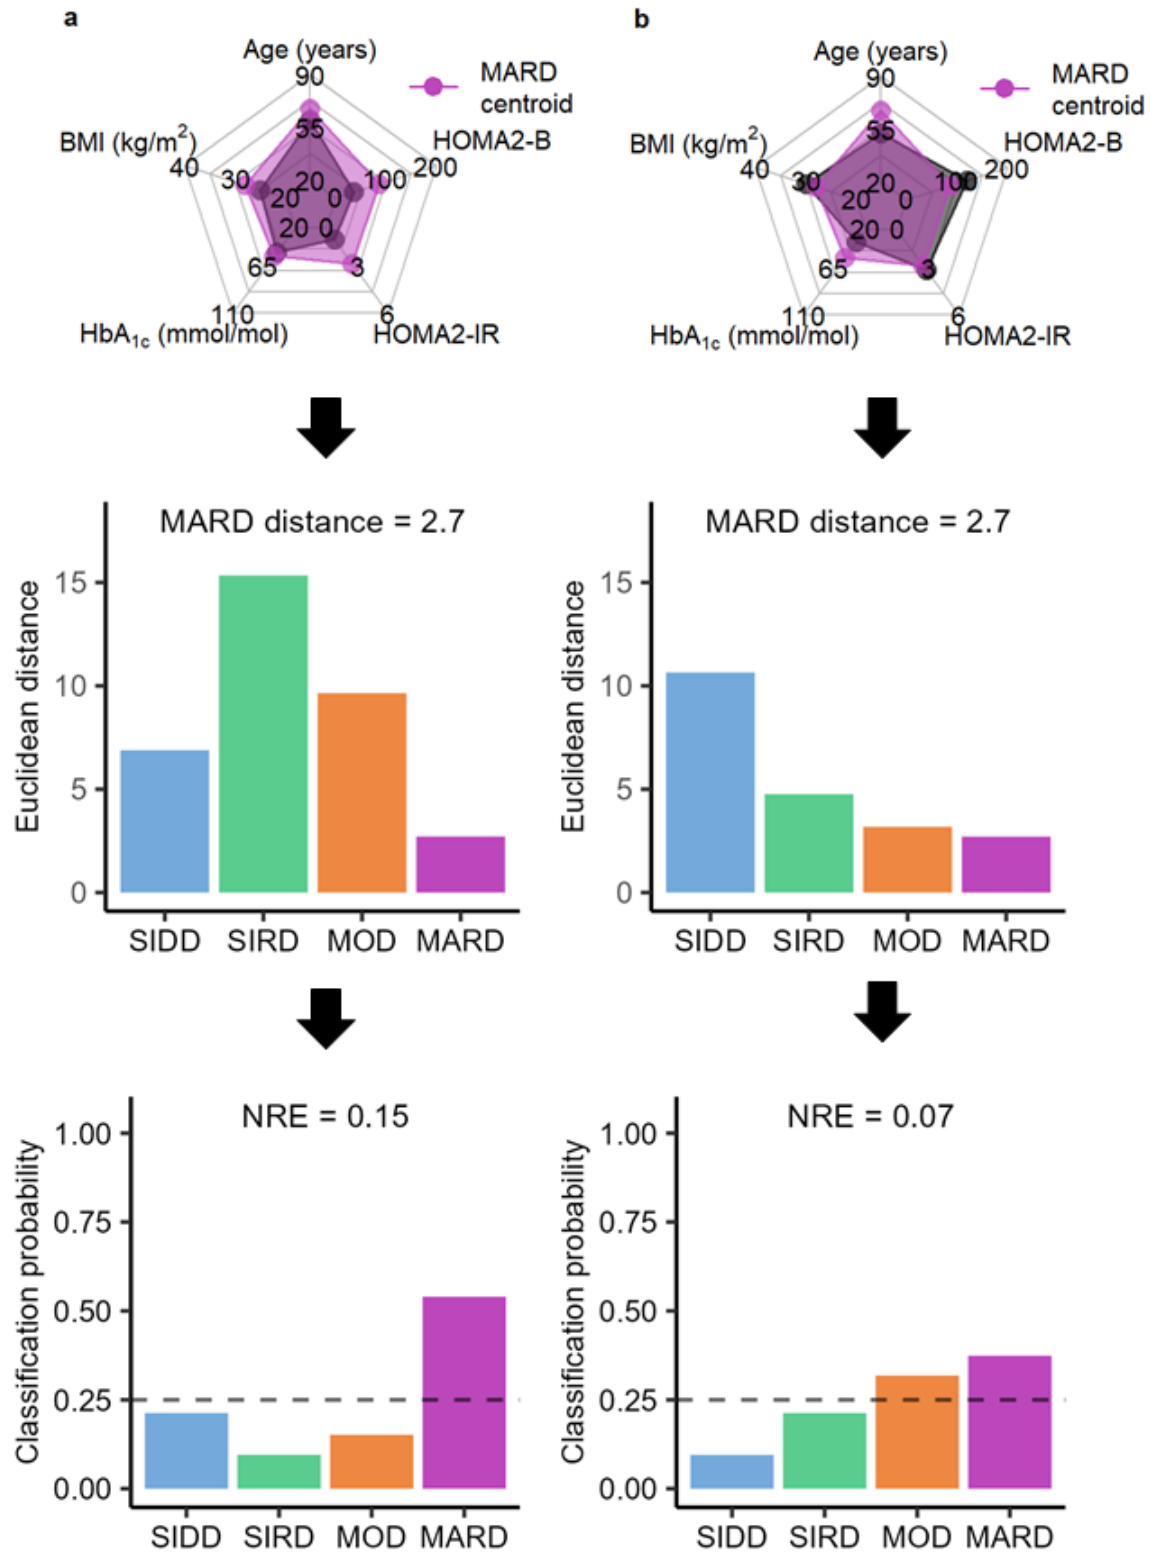 a
Age (years)
90
MARD
centroid
55
BMI (kg/m²)
HOMA2-B
40
30
20
100
200
20
0
20
0
65
3
110
6
HbA1c (mmol/mol)
HOMA2-IR
b
Age (years)
90
MARD
centroid
55
BMI (kg/m²)
HOMA2-B
40
30
20
100
200
20
0
20
0
65
3
110
6
HbA1c (mmol/mol)
HOMA2-IR
MARD distance = 2.7
Euclidean distance
15
10
5
0
SIDD SIRD MOD MARD
MARD distance = 2.7
Euclidean distance
15
10
5
0
SIDD SIRD MOD MARD
NRE = 0.15
Classification probability
1.00
0.75
0.50
0.25
0.00
SIDD SIRD MOD MARD
NRE = 0.07
Classification probability
1.00
0.75
0.50
0.25
0.00
SIDD SIRD MOD MARD